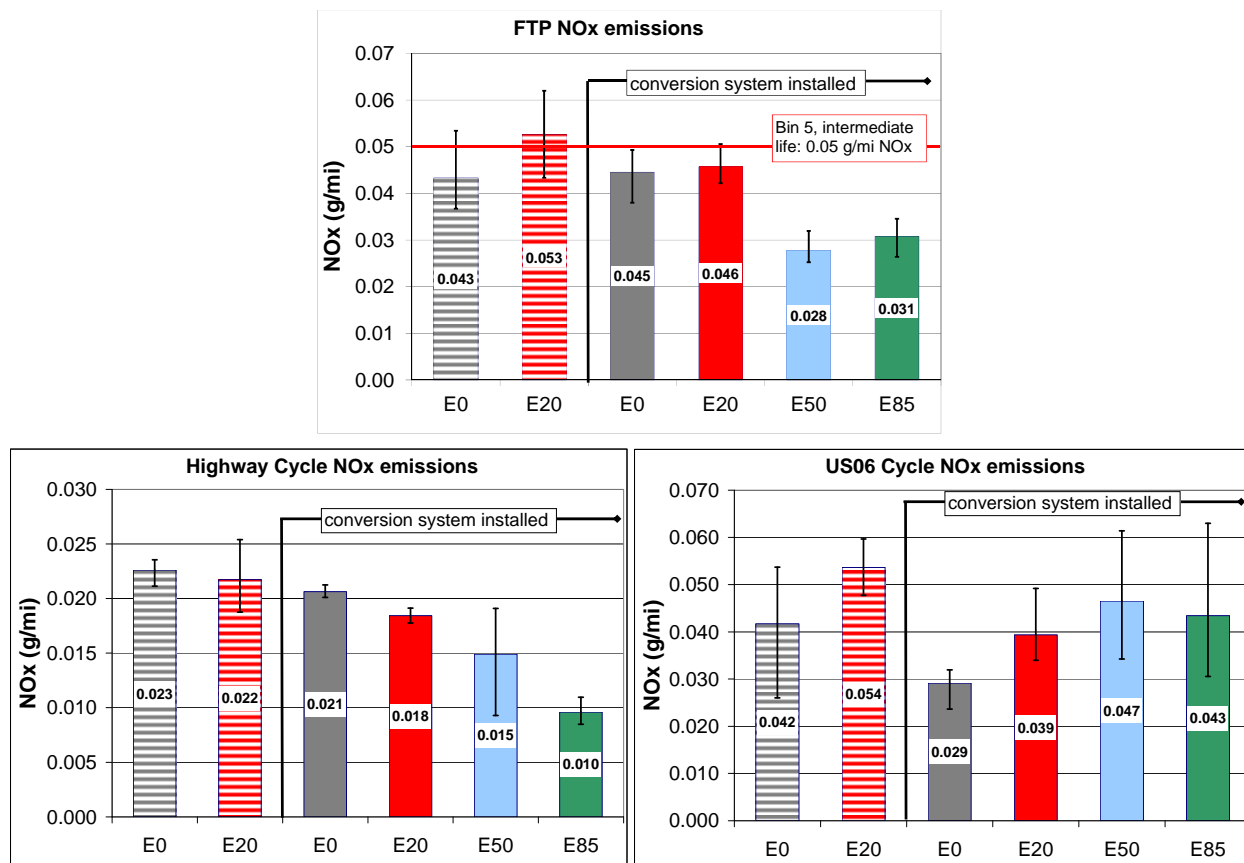 FTP NOx emissions
0.07
0.06
0.05
0.04
0.03
0.02
0.01
0.00
NOx (g/mi)
conversion system installed
Bin 5, intermediate
life: 0.05 g/mi NOx
0.043
0.053
0.045
0.046
0.028
0.031
E0 E20 E0 E20 E50 E85
Highway Cycle NOx emissions
0.030
0.025
0.020
0.015
0.010
0.005
0.000
NOx (g/mi)
conversion system installed
0.023
0.022
0.021
0.018
0.015
0.010
E0 E20 E0 E20 E50 E85
US06 Cycle NOx emissions
0.070
0.060
0.050
0.040
0.030
0.020
0.010
0.000
NOx (g/mi)
conversion system installed
0.042
0.054
0.029
0.039
0.047
0.043
E0 E20 E0 E20 E50 E85